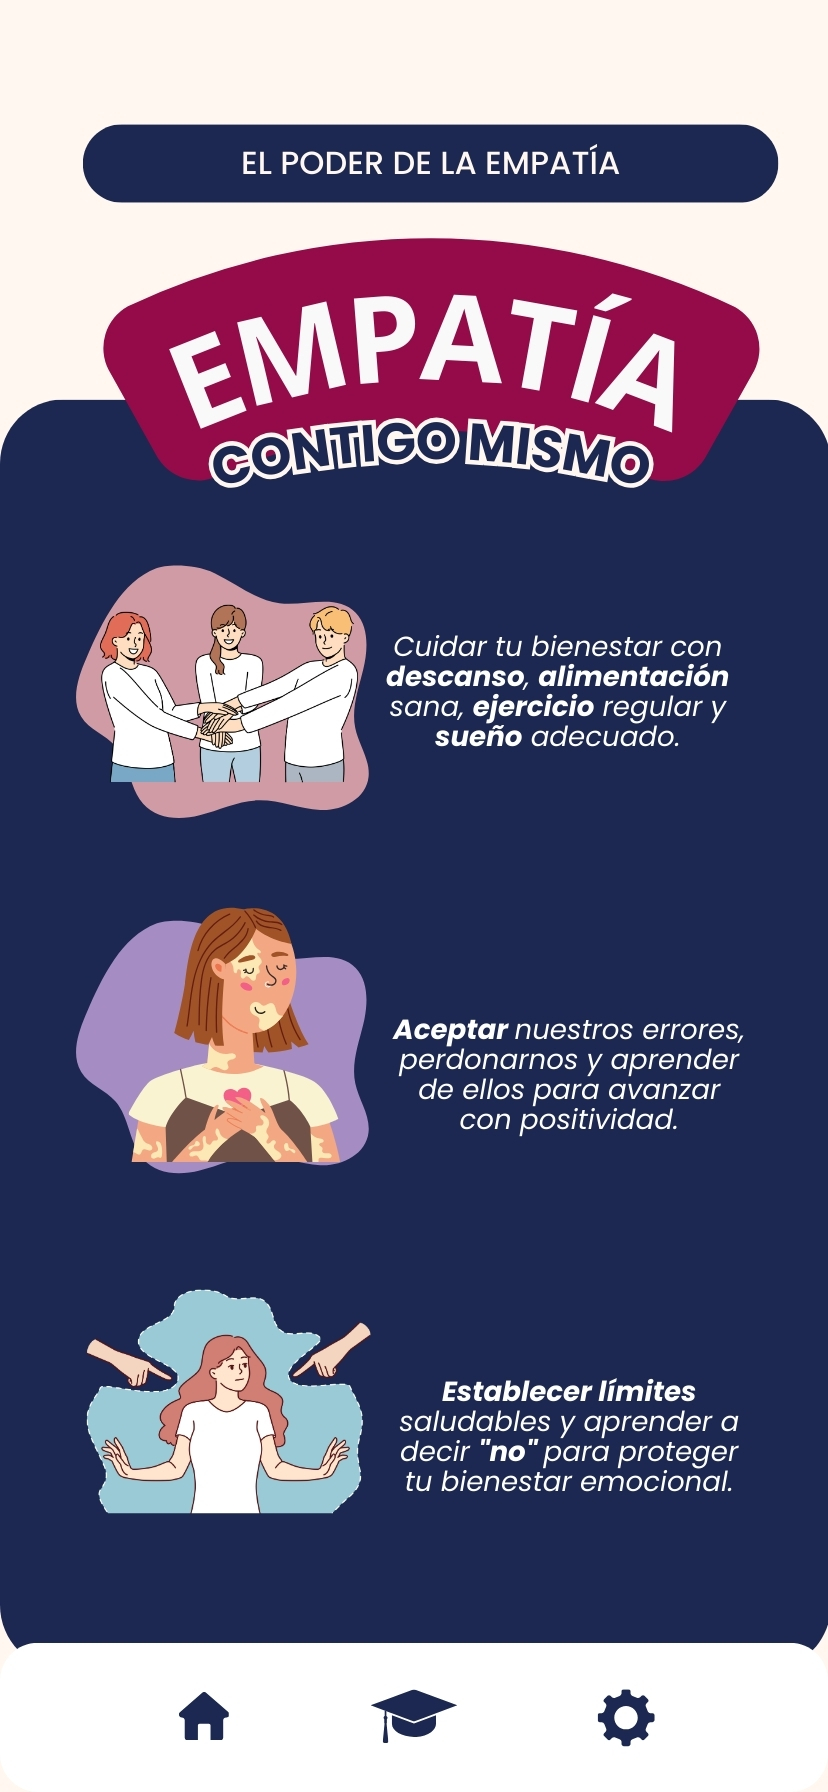 EL PODER DE LA EMPATÍA
EMPATÍA
CONTIGO MISMO
Cuidar tu bienestar con
descanso, alimentación
sana, ejercicio regular y
sueño adecuado.
Aceptar nuestros errores,
perdonarnos y aprender
de ellos para avanzar
con positividad.
Establecer límites
saludables y aprender a
decir "no" para proteger
tu bienestar emocional.